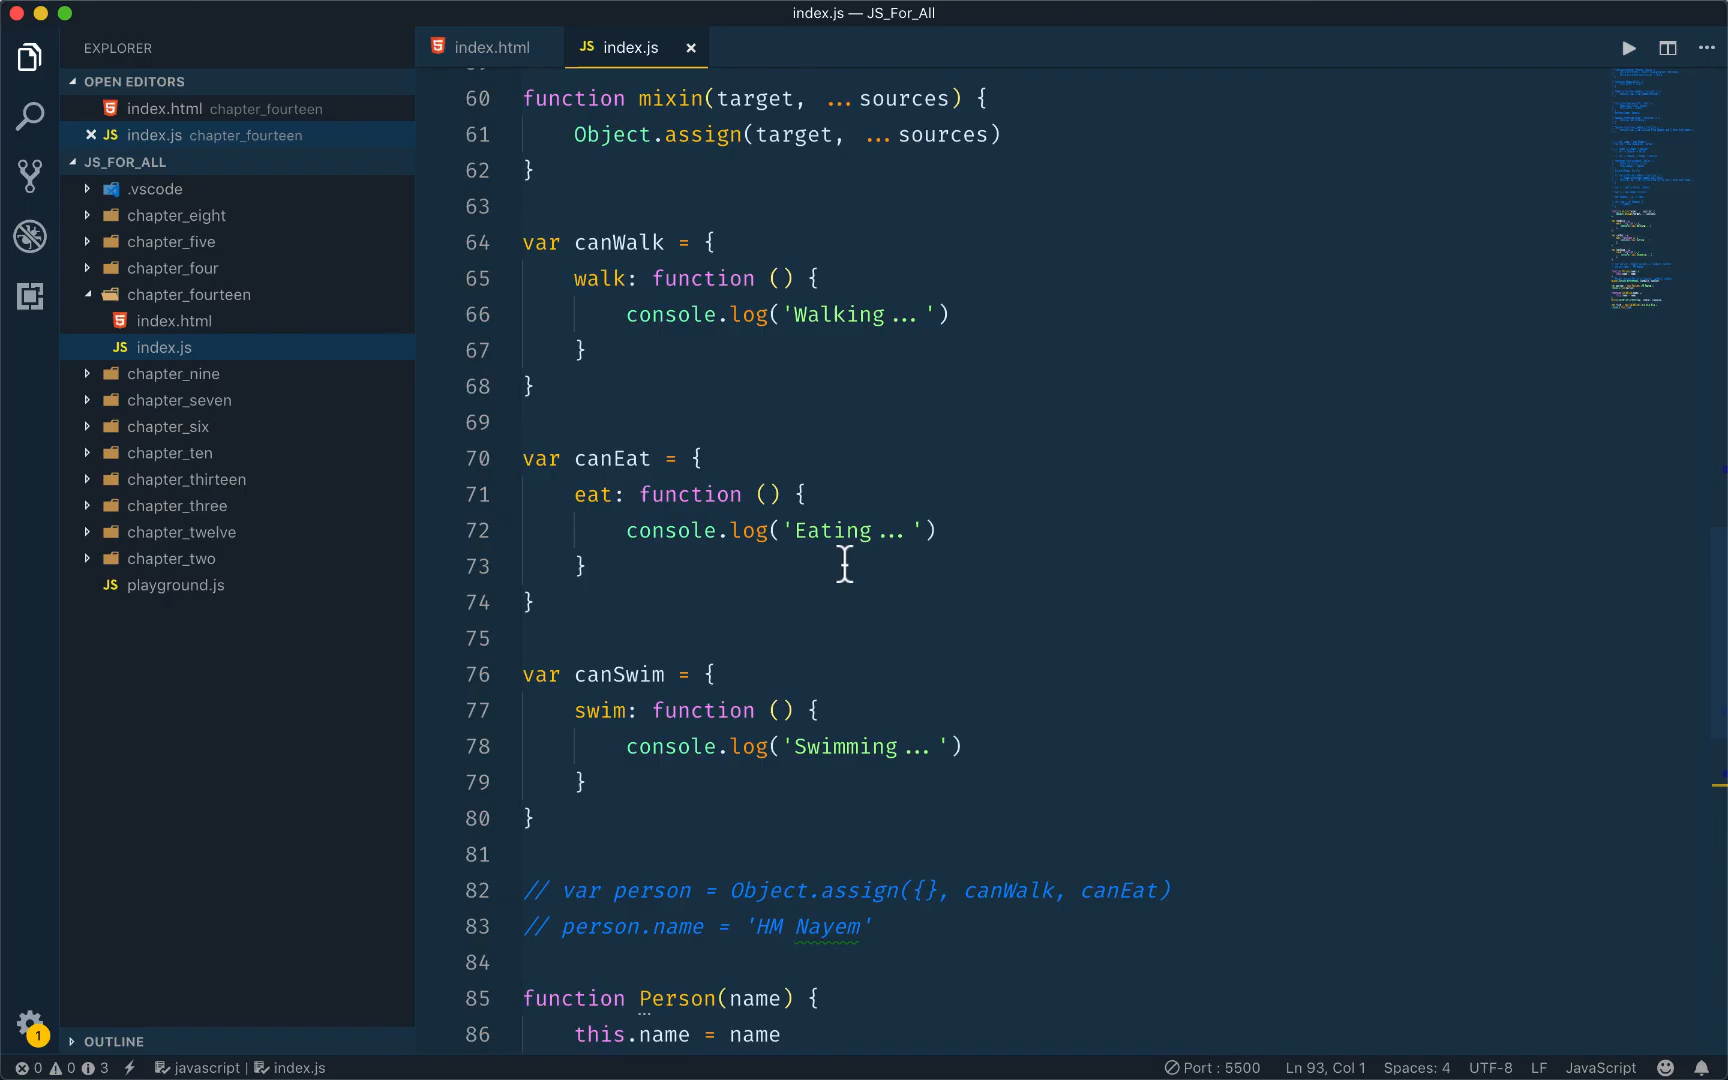 index.js — JS_For_All
EXPLORER
OPEN EDITORS
index.html chapter_fourteen
JS index.js chapter_fourteen
JS_FOR_ALL
.vscode
chapter_eight
chapter_five
chapter_four
chapter_fourteen
index.html
JS index.js
chapter_nine
chapter_seven
chapter_six
chapter_ten
chapter_thirteen
chapter_three
chapter_twelve
chapter_two
JS playground.js
OUTLINE
1
index.html
JS index.js
60 function mixin(target, ...sources) {
61 Object.assign(target, ...sources)
62 }
63
64 var canWalk = {
65 walk: function () {
66 console.log('Walking...')
67 }
68 }
69
70 var canEat = {
71 eat: function () {
72 console.log('Eating...')
73 }
74 }
75
76 var canSwim = {
77 swim: function () {
78 console.log('Swimming...')
79 }
80 }
81
82 // var person = Object.assign({}, canWalk, canEat)
83 // person.name = 'HM Nayem'
84
85 function Person(name) {
86 this.name = name
0 0 3 javascript | index.js
Port : 5500 Ln 93, Col 1 Spaces: 4 UTF-8 LF JavaScript